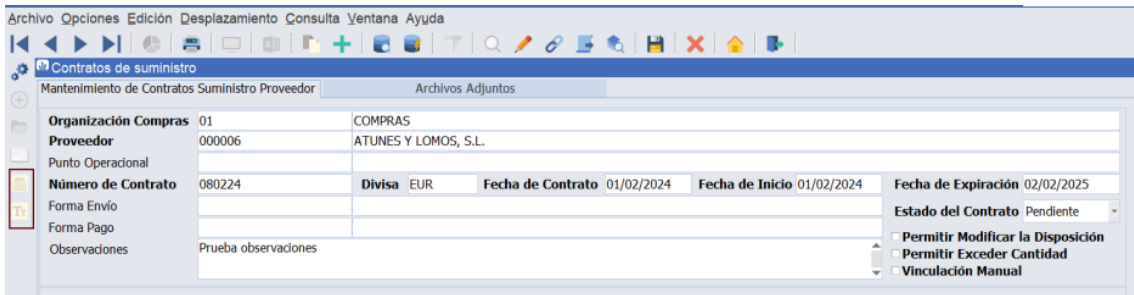 Archivo Opciones Edición Desplazamiento Consulta Ventana Ayuda
Contratos de suministro
Mantenimiento de Contratos Suministro Proveedor Archivos Adjuntos
Organización Compras 01 COMPRAS
Proveedor 000006 ATUNES Y LOMOS, S.L.
Punto Operacional
Número de Contrato 080224 Divisa EUR Fecha de Contrato 01/02/2024 Fecha de Inicio 01/02/2024 Fecha de Expiración 02/02/2025
Forma Envío
Estado del Contrato Pendiente
Forma Pago
Permitir Modificar la Disposición
Observaciones Prueba observaciones
Permitir Exceder Cantidad
Vinculación Manual
Tr